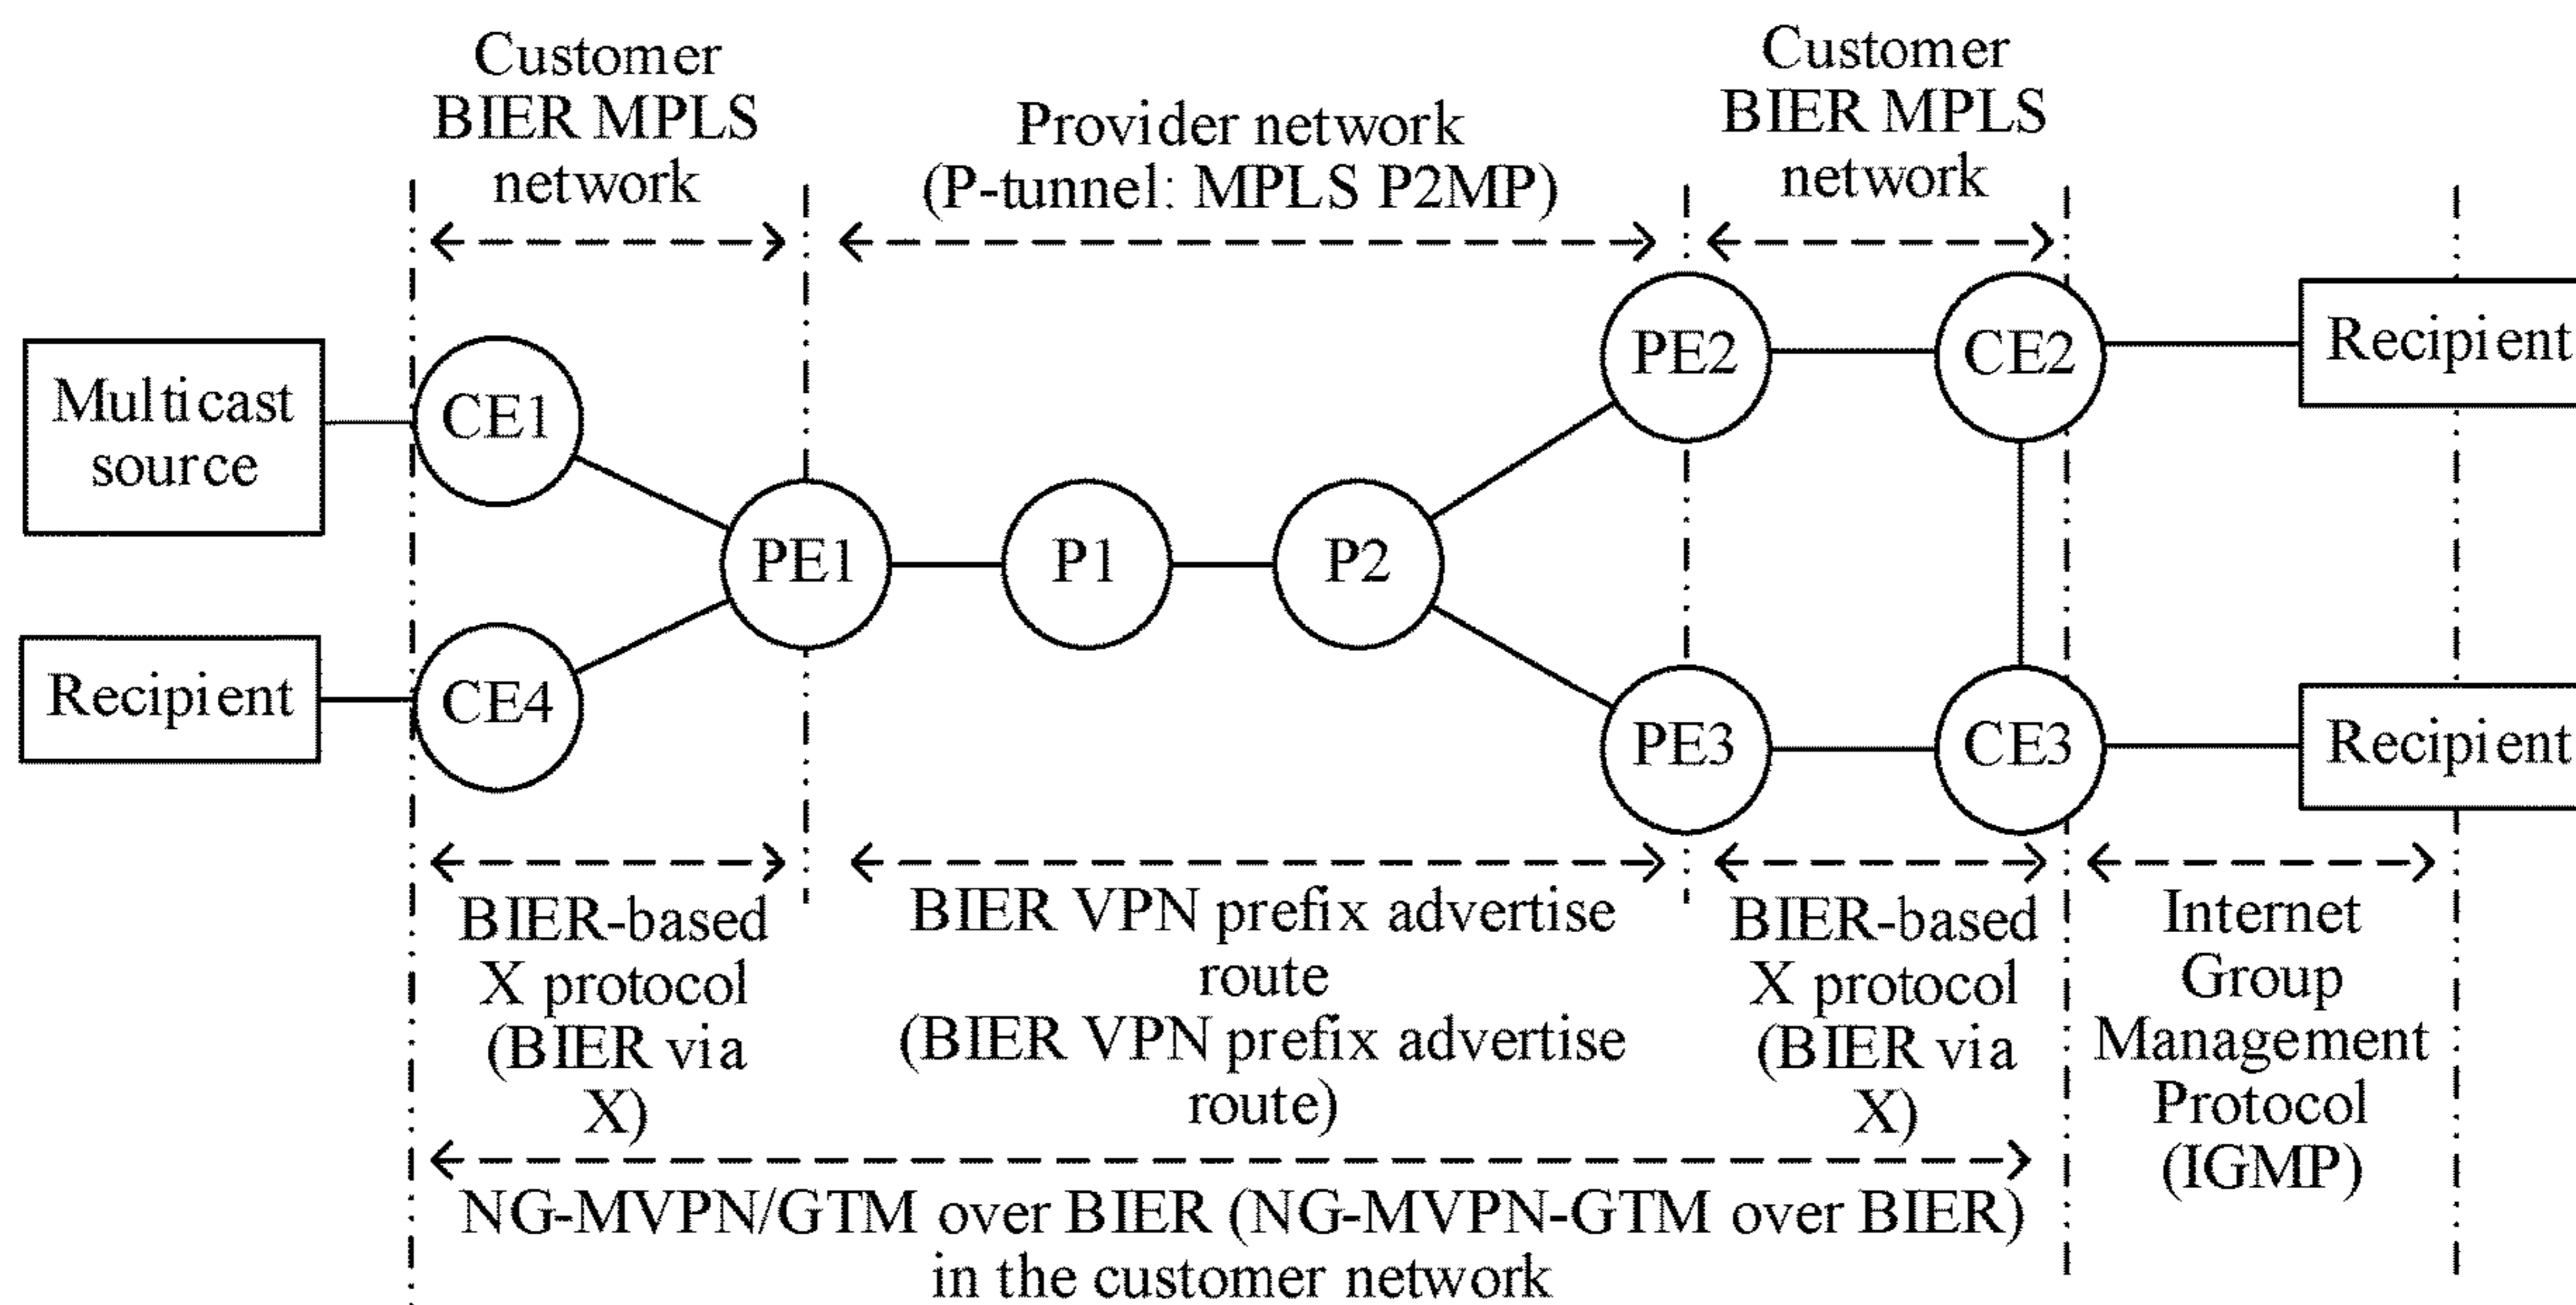 Customer
BIER MPLS
network
Provider network
(P-tunnel: MPLS P2MP)
Customer
BIER MPLS
network
Multicast
source
CE1
PE2
CE2
Recipient
PE1
P1
P2
Recipient
CE4
PE3
CE3
Recipient
BIER-based
X protocol
(BIER via
X)
BIER VPN prefix advertise
route
(BIER VPN prefix advertise
route)
BIER-based
X protocol
(BIER via
X)
Internet
Group
Management
Protocol
(IGMP)
NG-MVPN/GTM over BIER (NG-MVPN-GTM over BIER)
in the customer network